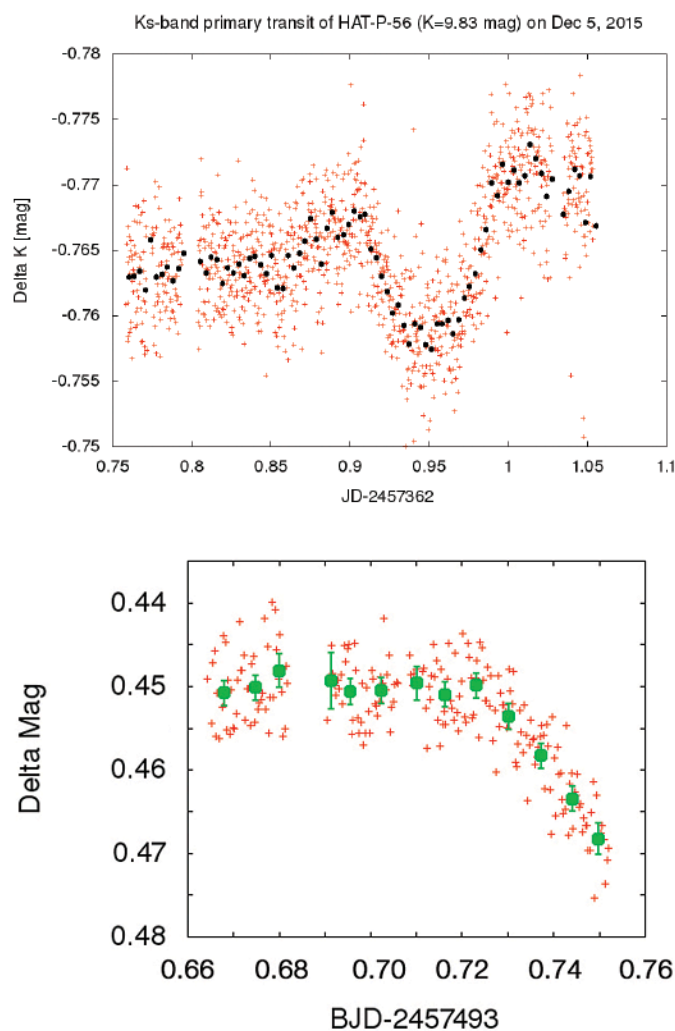 Ks-band primary transit of HAT-P-56 (K=9.83 mag) on Dec 5, 2015
-0.78
-0.775
-0.77
-0.765
-0.76
-0.755
-0.75
Delta K [mag]
0.75 0.8 0.85 0.9 0.95 1 1.05 1.1
JD-2457362
0.44
0.45
0.46
0.47
0.48
Delta Mag
0.66 0.68 0.70 0.72 0.74 0.76
BJD-2457493